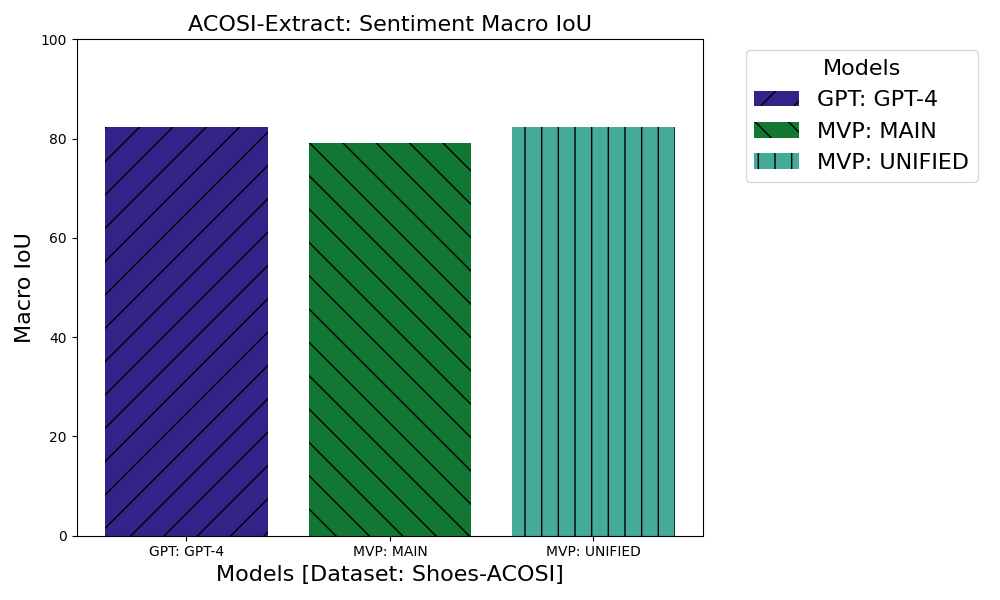 ACOSI-Extract: Sentiment Macro IoU
Macro IoU
100
80
60
40
20
0
GPT: GPT-4
MVP: MAIN
MVP: UNIFIED
Models [Dataset: Shoes-ACOSI]
Models
GPT: GPT-4
MVP: MAIN
MVP: UNIFIED